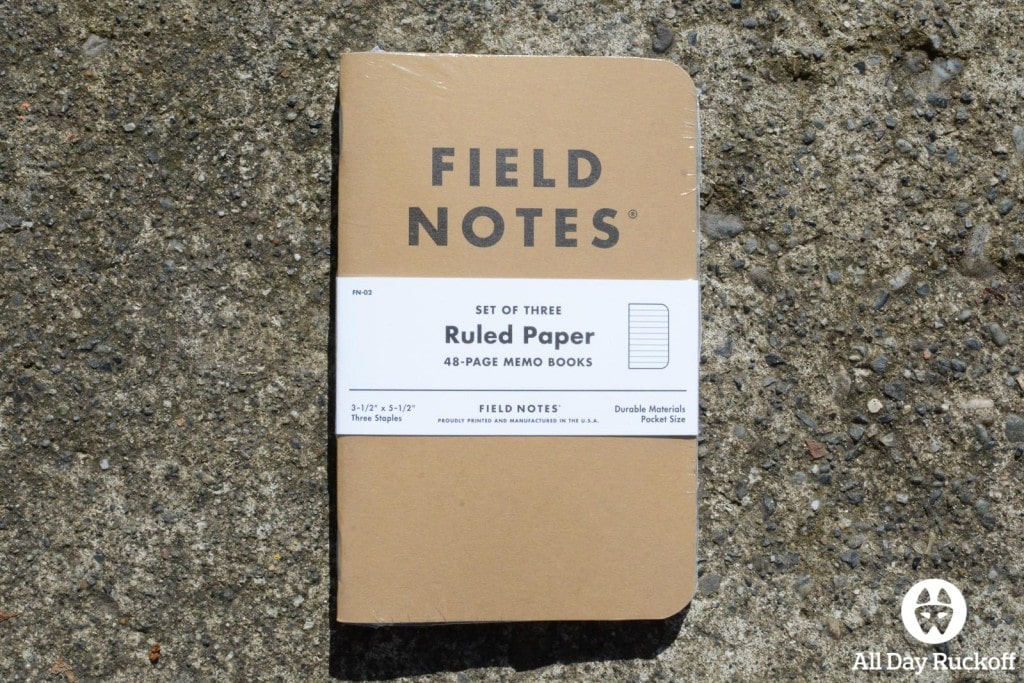 FIELD
NOTES®
FN-02
SET OF THREE
Ruled Paper
48-PAGE MEMO BOOKS
3-1/2" x 5-1/2"
Three Staples
FIELD NOTES®
PROUDLY PRINTED AND MANUFACTURED IN THE U.S.A.
Durable Materials
Pocket Size
All Day Ruckoff